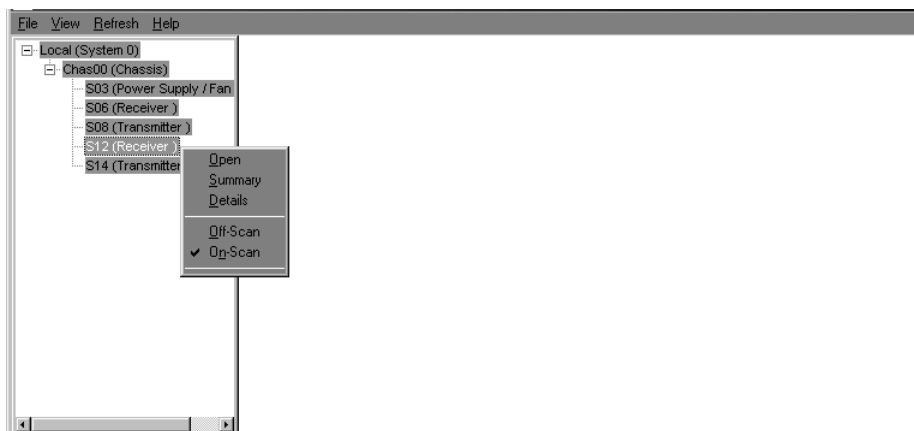 File View Refresh Help
Local (System 0)
Chas00 (Chassis)
S03 (Power Supply / Fan
S06 (Receiver )
S08 (Transmitter )
S12 (Receiver )
S14 (Transmitter
Open
Summary
Details
Off-Scan
On-Scan